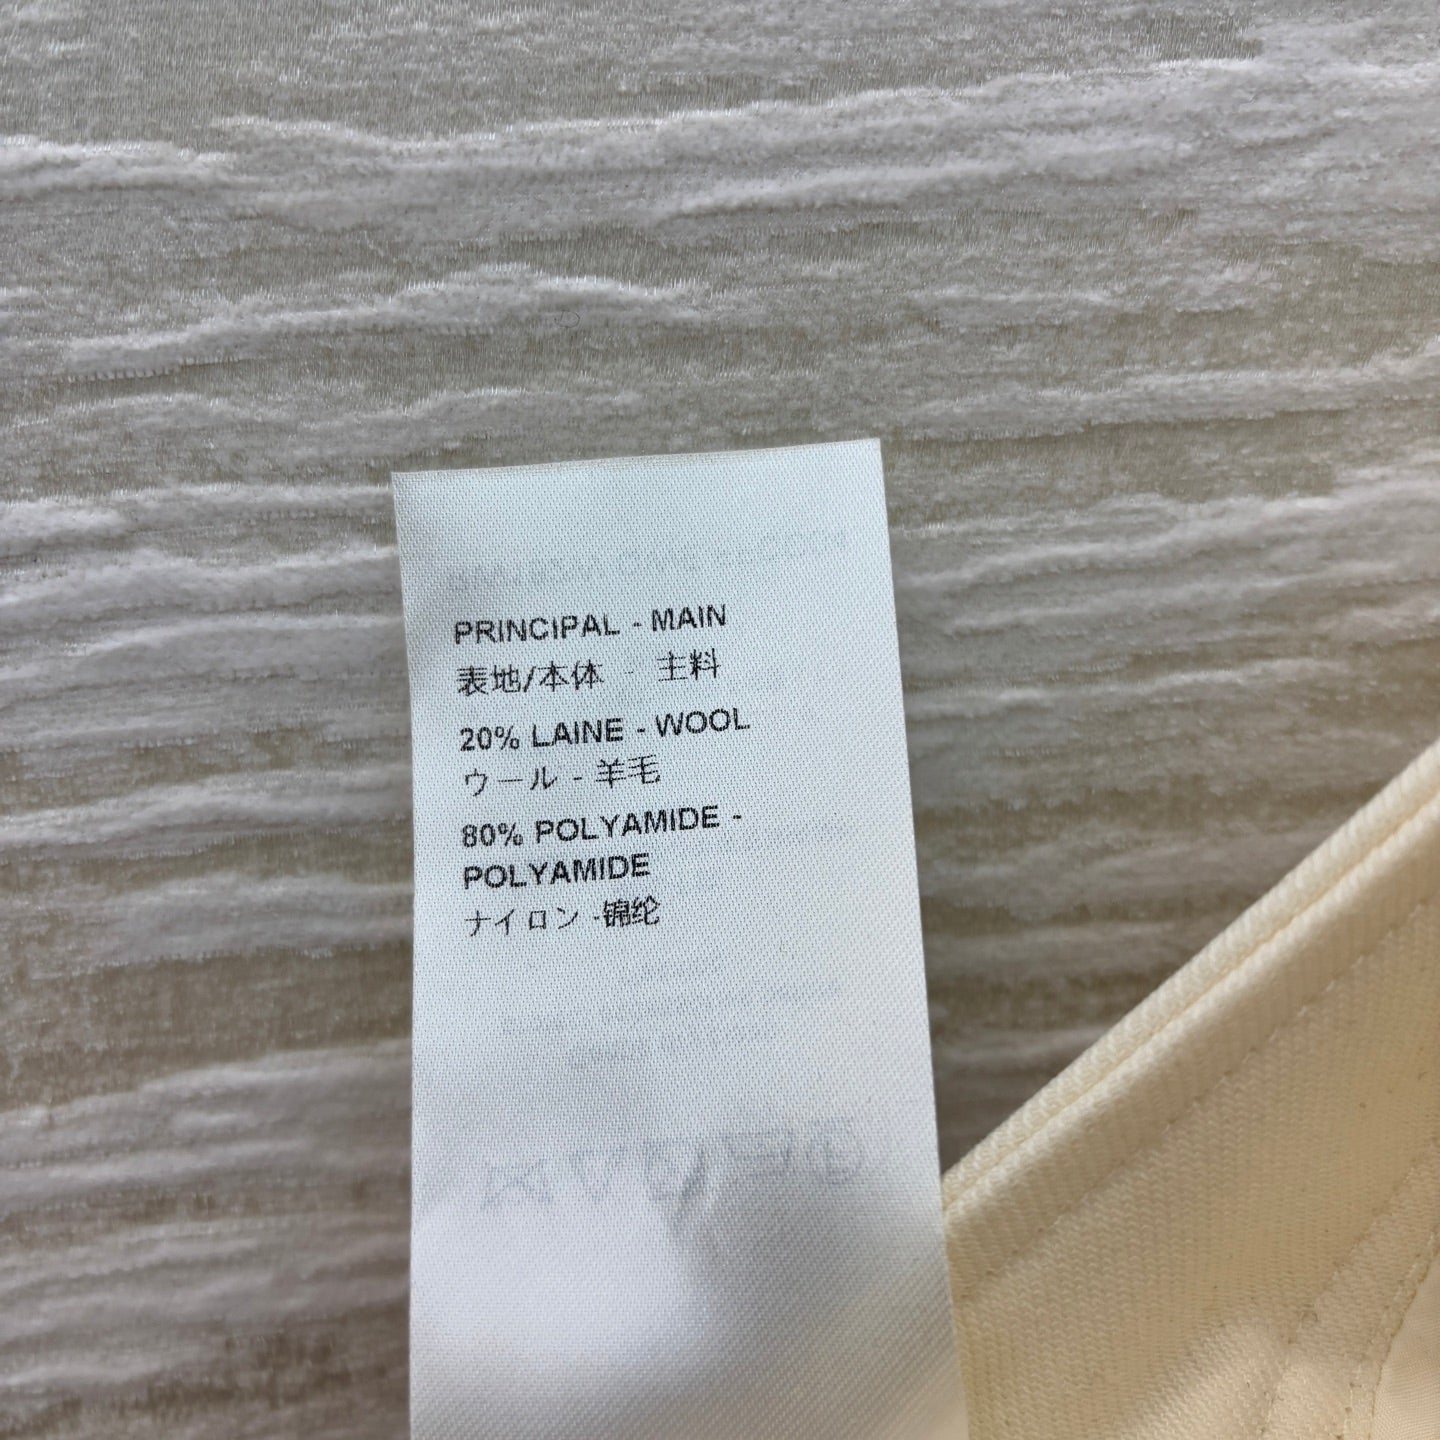 PRINCIPAL - MAIN
表地/本体 - 主料
20% LAINE - WOOL
ウール - 羊毛
80% POLYAMIDE -
POLYAMIDE
ナイロン -锦纶